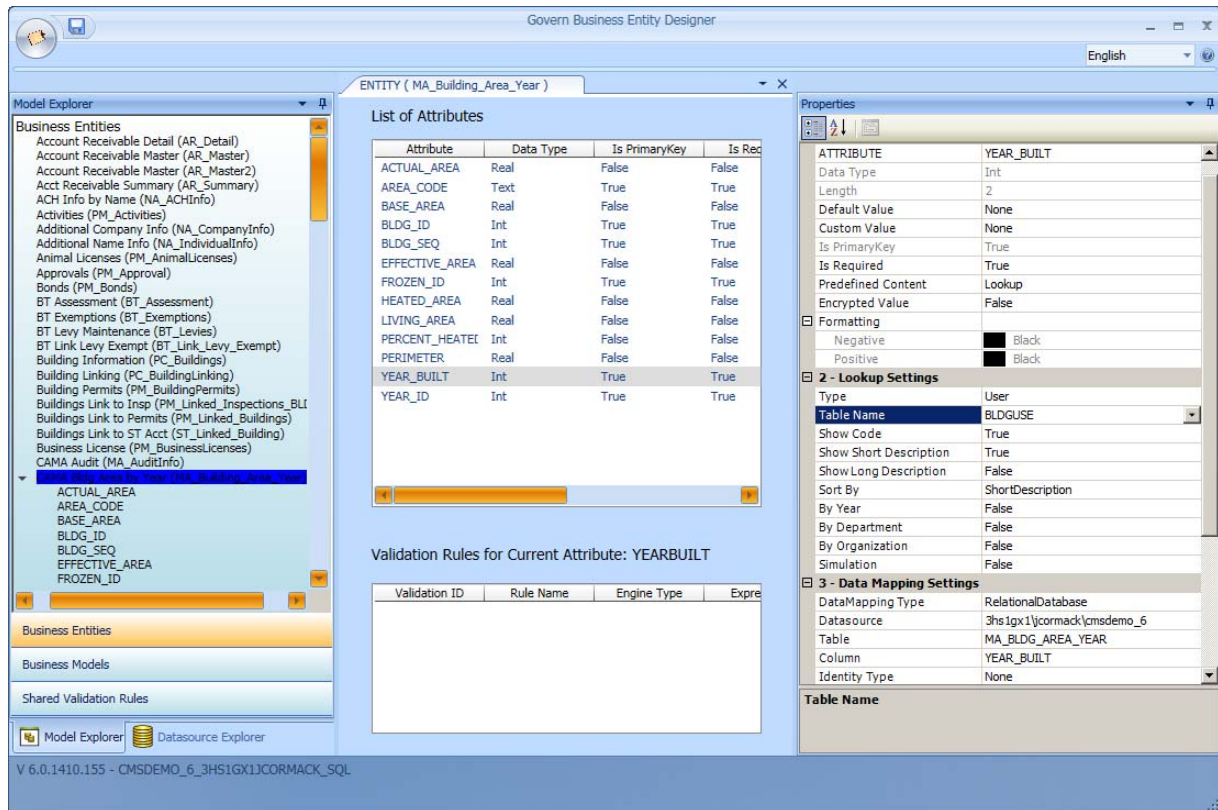 Govern Business Entity Designer
English
Model Explorer
Business Entities
Account Receivable Detail (AR_Detail)
Account Receivable Master (AR_Master)
Account Receivable Master (AR_Master2)
Acct Receivable Summary (AR_Summary)
ACH Info by Name (NA_ACHInfo)
Activities (PM_Activities)
Additional Company Info (NA_CompanyInfo)
Additional Name Info (NA_IndividualInfo)
Animal Licenses (PM_AnimalLicenses)
Approvals (PM_Approval)
Bonds (PM_Bonds)
BT Assessment (BT_Assessment)
BT Exemptions (BT_Exemptions)
BT Levy Maintenance (BT_Levies)
BT Link Levy Exempt (BT_Link_Levy_Exempt)
Building Information (PC_Buildings)
Building Linking (PC_BuildingLinking)
Building Permits (PM_BuildingPermits)
Buildings Link to Insp (PM_Linked_Inspections_BLI
Buildings Link to Permits (PM_Linked_Buildings)
Buildings Link to ST Acct (ST_Linked_Building)
Business License (PM_BusinessLicenses)
CAMA Audit (MA_AuditInfo)
CAMA Bldg Area by Year (MA_Building_Area_Year)
ACTUAL_AREA
AREA_CODE
BASE_AREA
BLDG_ID
BLDG_SEQ
EFFECTIVE_AREA
FROZEN_ID
Business Entities
Business Models
Shared Validation Rules
Model Explorer Datasource Explorer
ENTITY ( MA_Building_Area_Year )
List of Attributes
Attribute Data Type Is PrimaryKey Is Rec
ACTUAL_AREA Real False False
AREA_CODE Text True True
BASE_AREA Real False False
BLDG_ID Int True True
BLDG_SEQ Int True True
EFFECTIVE_AREA Real False False
FROZEN_ID Int True True
HEATED_AREA Real False False
LIVING_AREA Real False False
PERCENT_HEATEI Int False False
PERIMETER Real False False
YEAR_BUILT Int True True
YEAR_ID Int True True
Validation Rules for Current Attribute: YEARBUILT
Validation ID Rule Name Engine Type Expre
Properties
ATTRIBUTE YEAR_BUILT
Data Type Int
Length 2
Default Value None
Custom Value None
Is PrimaryKey True
Is Required True
Predefined Content Lookup
Encrypted Value False
Formatting
Negative Black
Positive Black
2 - Lookup Settings
Type User
Table Name BLDGUSE
Show Code True
Show Short Description True
Show Long Description False
Sort By ShortDescription
By Year False
By Department False
By Organization False
Simulation False
3 - Data Mapping Settings
DataMapping Type RelationalDatabase
Datasource 3hs1gx1\jcormack\cmsdemo_6
Table MA_BLDG_AREA_YEAR
Column YEAR_BUILT
Identity Type None
Table Name
V 6.0.1410.155 - CMSDEMO_6_3HS1GX1JCORMACK_SQL